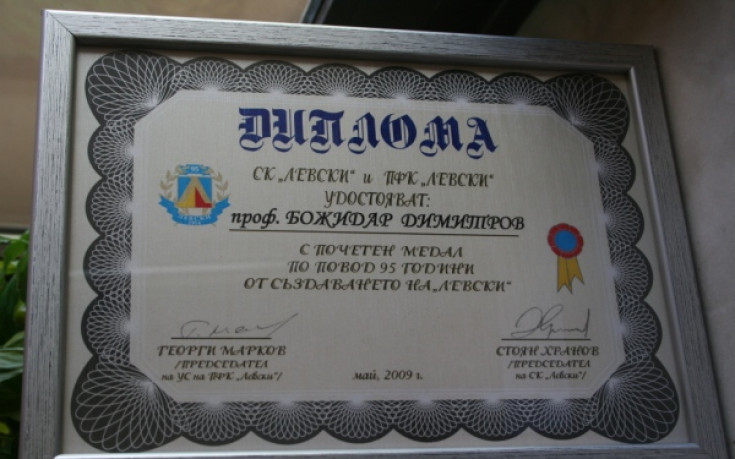 ДИПЛОМА
СК „ЛЕВСКИ“ и ПФК „ЛЕВСКИ“
УДОСТОЯВАТ:
проф. БОЖИДАР ДИМИТРОВ
С ПОЧЕТЕН МЕДАЛ
ПО ПОВОД 95 ГОДИНИ
ОТ СЪЗДАВАНЕТО НА „ЛЕВСКИ“
ГЕОРГИ МАРКОВ
/ПРЕДСЕДАТЕЛ
на УС на ПФК „Левски“/
май, 2009 г.
СТОЯН ХРАНОВ
/ПРЕДСЕДАТЕЛ
на СК „Левски“/